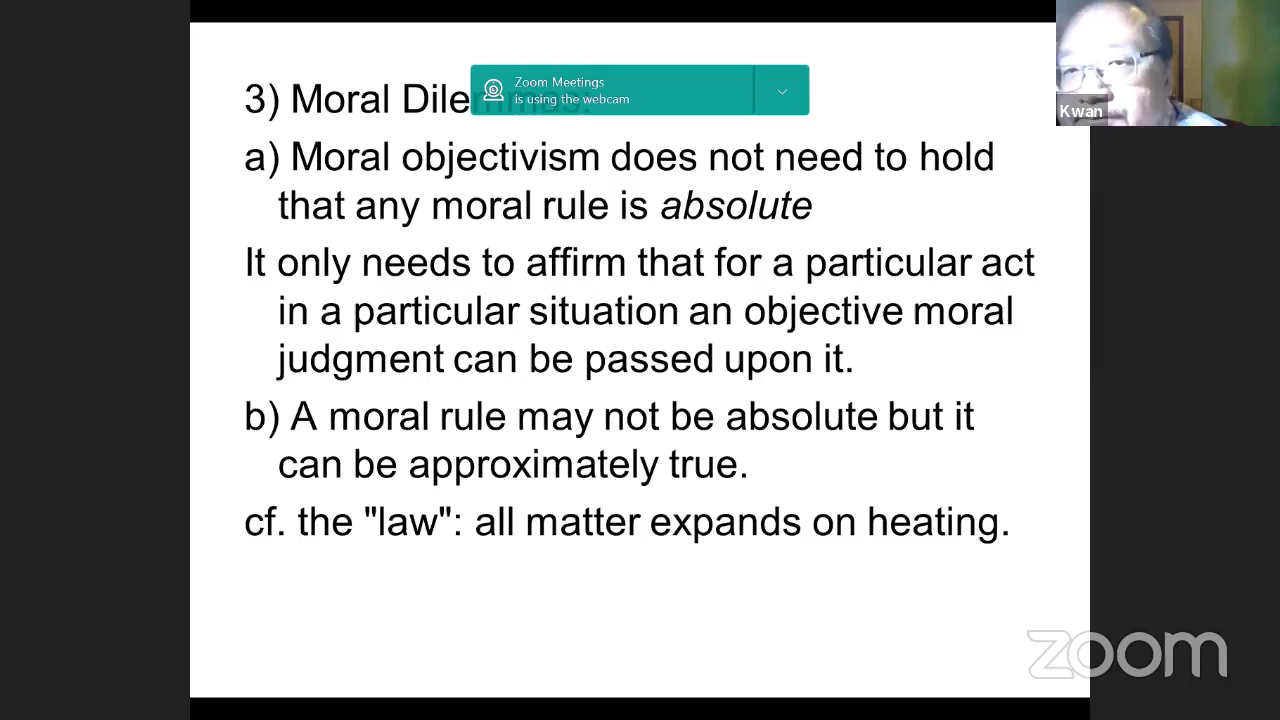 3) Moral Dilemmas:
Zoom Meetings
is using the webcam
Kwan
a) Moral objectivism does not need to hold
that any moral rule is absolute
It only needs to affirm that for a particular act
in a particular situation an objective moral
judgment can be passed upon it.
b) A moral rule may not be absolute but it
can be approximately true.
cf. the "law": all matter expands on heating.
zoom